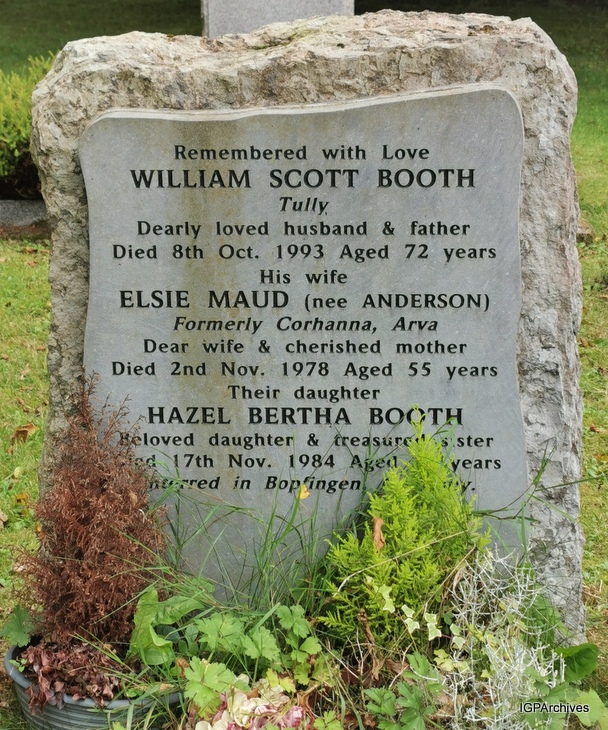 Remembered with Love
WILLIAM SCOTT BOOTH
Tully
Dearly loved husband & father
Died 8th Oct. 1993 Aged 72 years
His wife
ELSIE MAUD (nee ANDERSON)
Formerly Corhanna, Arva
Dear wife & cherished mother
Died 2nd Nov. 1978 Aged 55 years
Their daughter
HAZEL BERTHA BOOTH
Beloved daughter & treasured sister
17th Nov. 1984 Aged years
in Bopfingen,
IGPArchives